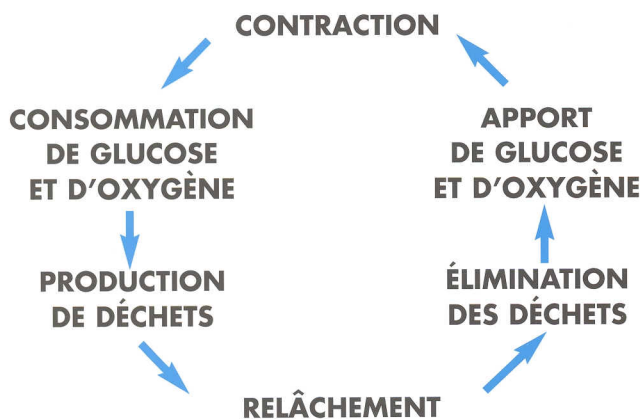 CONTRACTION
CONSOMMATION
DE GLUCOSE
ET D'OXYGÈNE
PRODUCTION
DE DÉCHETS
RELÂCHEMENT
ÉLIMINATION
DES DÉCHETS
APPORT
DE GLUCOSE
ET D'OXYGÈNE